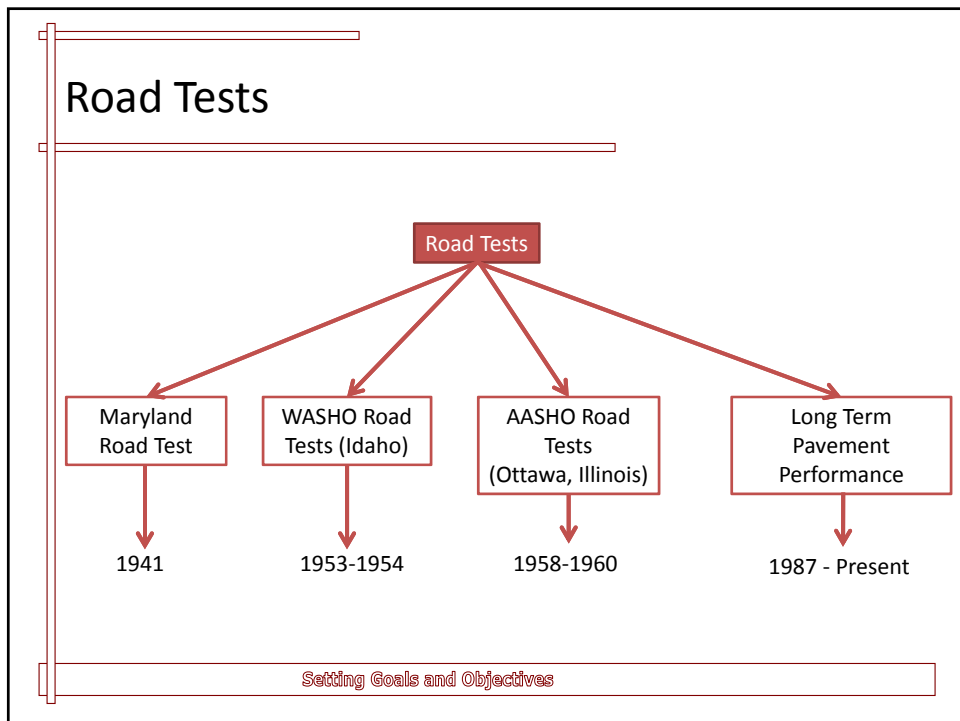 Road Tests
Road Tests
Maryland
Road Test
WASHO Road
Tests (Idaho)
AASHO Road
Tests
(Ottawa, Illinois)
Long Term
Pavement
Performance
1941
1953-1954
1958-1960
1987 - Present
Setting Goals and Objectives